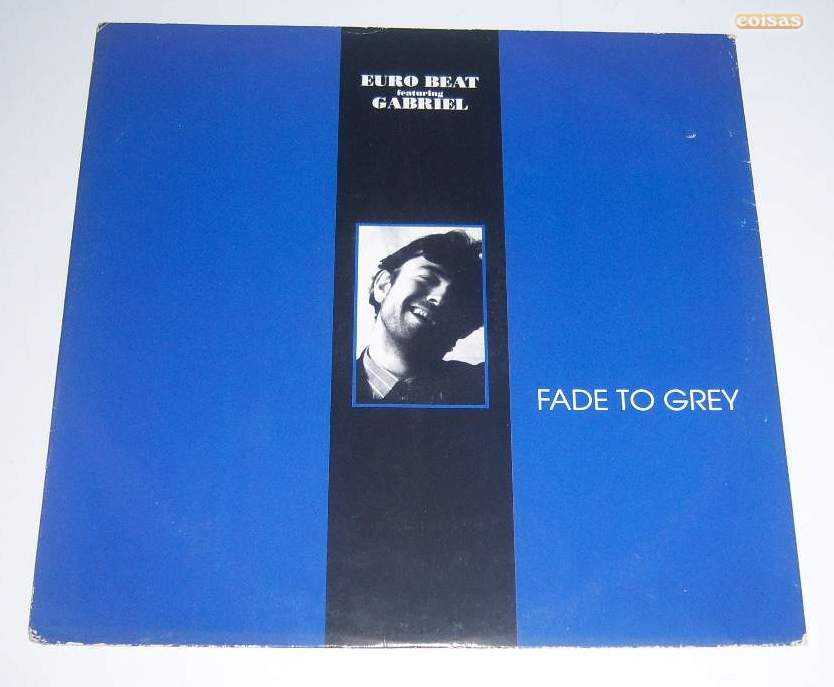 coisas
EURO BEAT
featuring
GABRIEL
FADE TO GREY